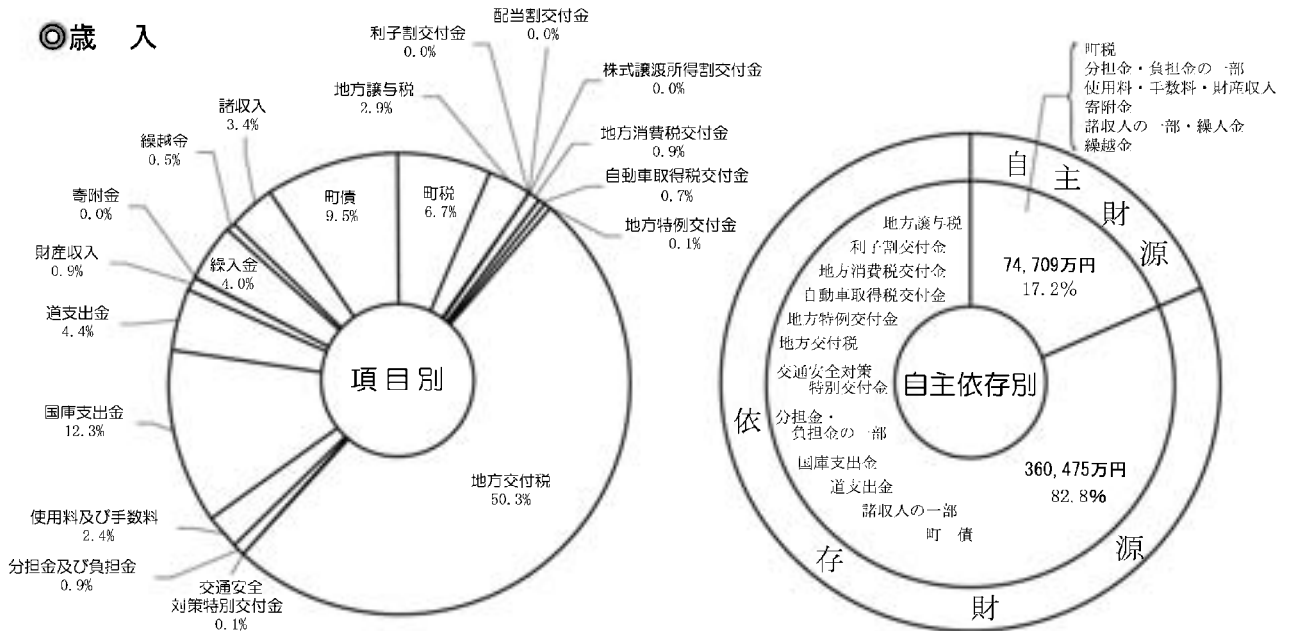 ◎歳 入
配当割交付金
0.0%
利子割交付金
0.0%
株式譲渡所得割交付金
0.0%
地方譲与税
2.9%
地方消費税交付金
0.9%
自動車取得税交付金
0.7%
地方特例交付金
0.1%
諸収入
3.4%
繰越金
0.5%
寄附金
0.0%
財産収入
0.9%
道支出金
4.4%
国庫支出金
12.3%
使用料及び手数料
2.4%
分担金及び負担金
0.9%
交通安全
対策特別交付金
0.1%
町債
9.5%
町税
6.7%
繰入金
4.0%
項目別
地方交付税
50.3%
町税
分担金・負担金の一部
使用料・手数料・財産収入
寄附金
諸収入の一部・繰入金
繰越金
自主財源
74,709万円
17.2%
地方譲与税
利子割交付金
地方消費税交付金
自動車取得税交付金
地方特例交付金
地方交付税
交通安全対策
特別交付金
分担金・
負担金の一部
国庫支出金
道支出金
諸収入の一部
町 債
自主依存別
360,475万円
82.8%
依存財源